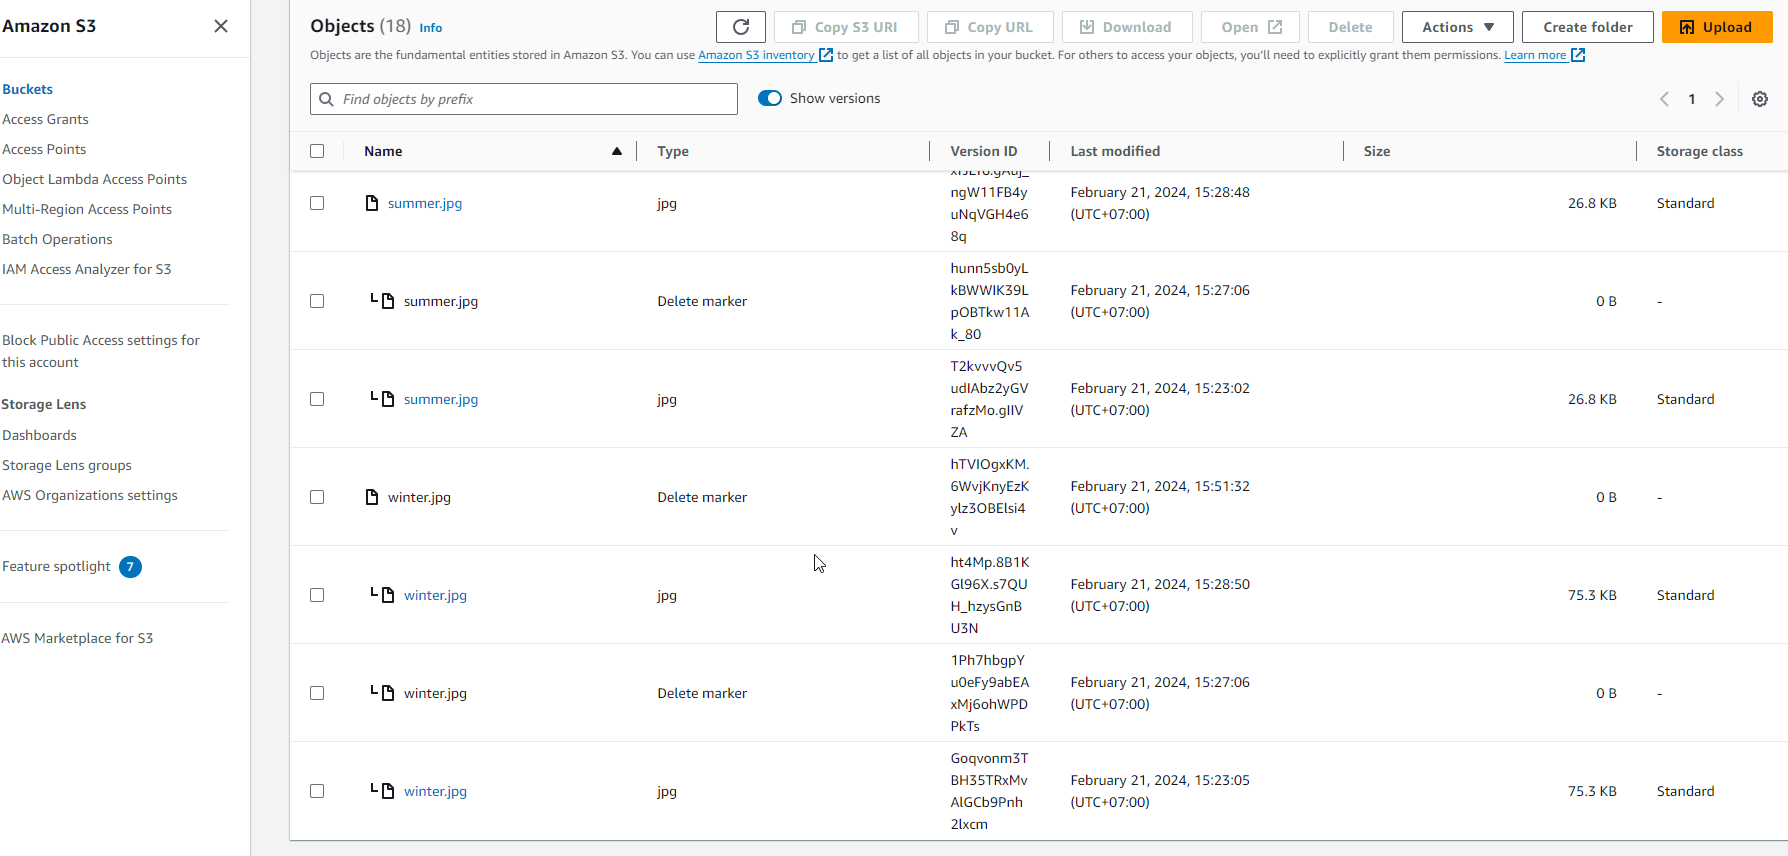 Amazon S3
Buckets
Access Grants
Access Points
Object Lambda Access Points
Multi-Region Access Points
Batch Operations
IAM Access Analyzer for S3
Block Public Access settings for
this account
Storage Lens
Dashboards
Storage Lens groups
AWS Organizations settings
Feature spotlight 7
AWS Marketplace for S3
Objects (18) Info
Copy S3 URI Copy URL Download Open Delete Actions Create folder Upload
Objects are the fundamental entities stored in Amazon S3. You can use Amazon S3 inventory to get a list of all objects in your bucket. For others to access your objects, you'll need to explicitly grant them permissions. Learn more
Find objects by prefix Show versions 1
Name Type Version ID Last modified Size Storage class
summer.jpg jpg
ngW11FB4y
uNqVGH4e6
8q
February 21, 2024, 15:28:48
(UTC+07:00)
26.8 KB Standard
summer.jpg Delete marker
hunn5sb0yL
kBWWIK39L
pOBTkw11A
k_80
February 21, 2024, 15:27:06
(UTC+07:00)
0 B -
summer.jpg jpg
T2kvvvQv5
udIAbz2yGV
rafzMo.gIIV
ZA
February 21, 2024, 15:23:02
(UTC+07:00)
26.8 KB Standard
winter.jpg Delete marker
hTVIOgxKM.
6WvjKnyEzK
ylz3OBElsi4
v
February 21, 2024, 15:51:32
(UTC+07:00)
0 B -
winter.jpg jpg
ht4Mp.8B1K
Gl96X.s7QU
H_hzysGnB
U3N
February 21, 2024, 15:28:50
(UTC+07:00)
75.3 KB Standard
winter.jpg Delete marker
1Ph7hbgpY
u0eFy9abEA
xMj6ohWPD
PkTs
February 21, 2024, 15:27:06
(UTC+07:00)
0 B -
winter.jpg jpg
Goqvonm3T
BH35TRxMv
AlGCb9Pnh
2lxcm
February 21, 2024, 15:23:05
(UTC+07:00)
75.3 KB Standard